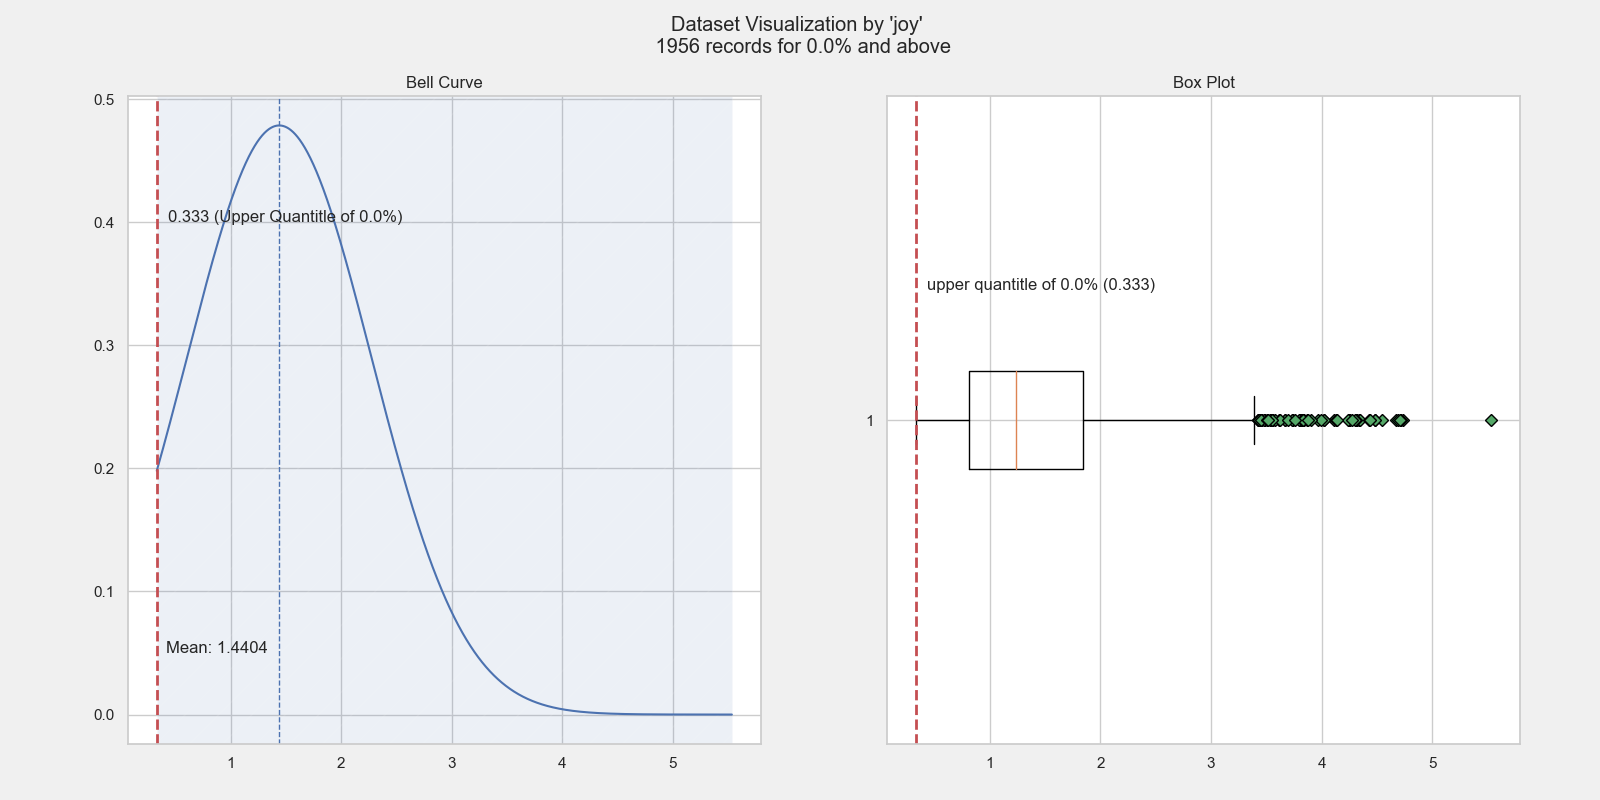 Dataset Visualization by 'joy'
1956 records for 0.0% and above
Bell Curve
0.5
0.4
0.3
0.2
0.1
0.0
0.333 (Upper Quantitle of 0.0%)
Mean: 1.4404
1 2 3 4 5
Box Plot
upper quantitle of 0.0% (0.333)
1
1 2 3 4 5